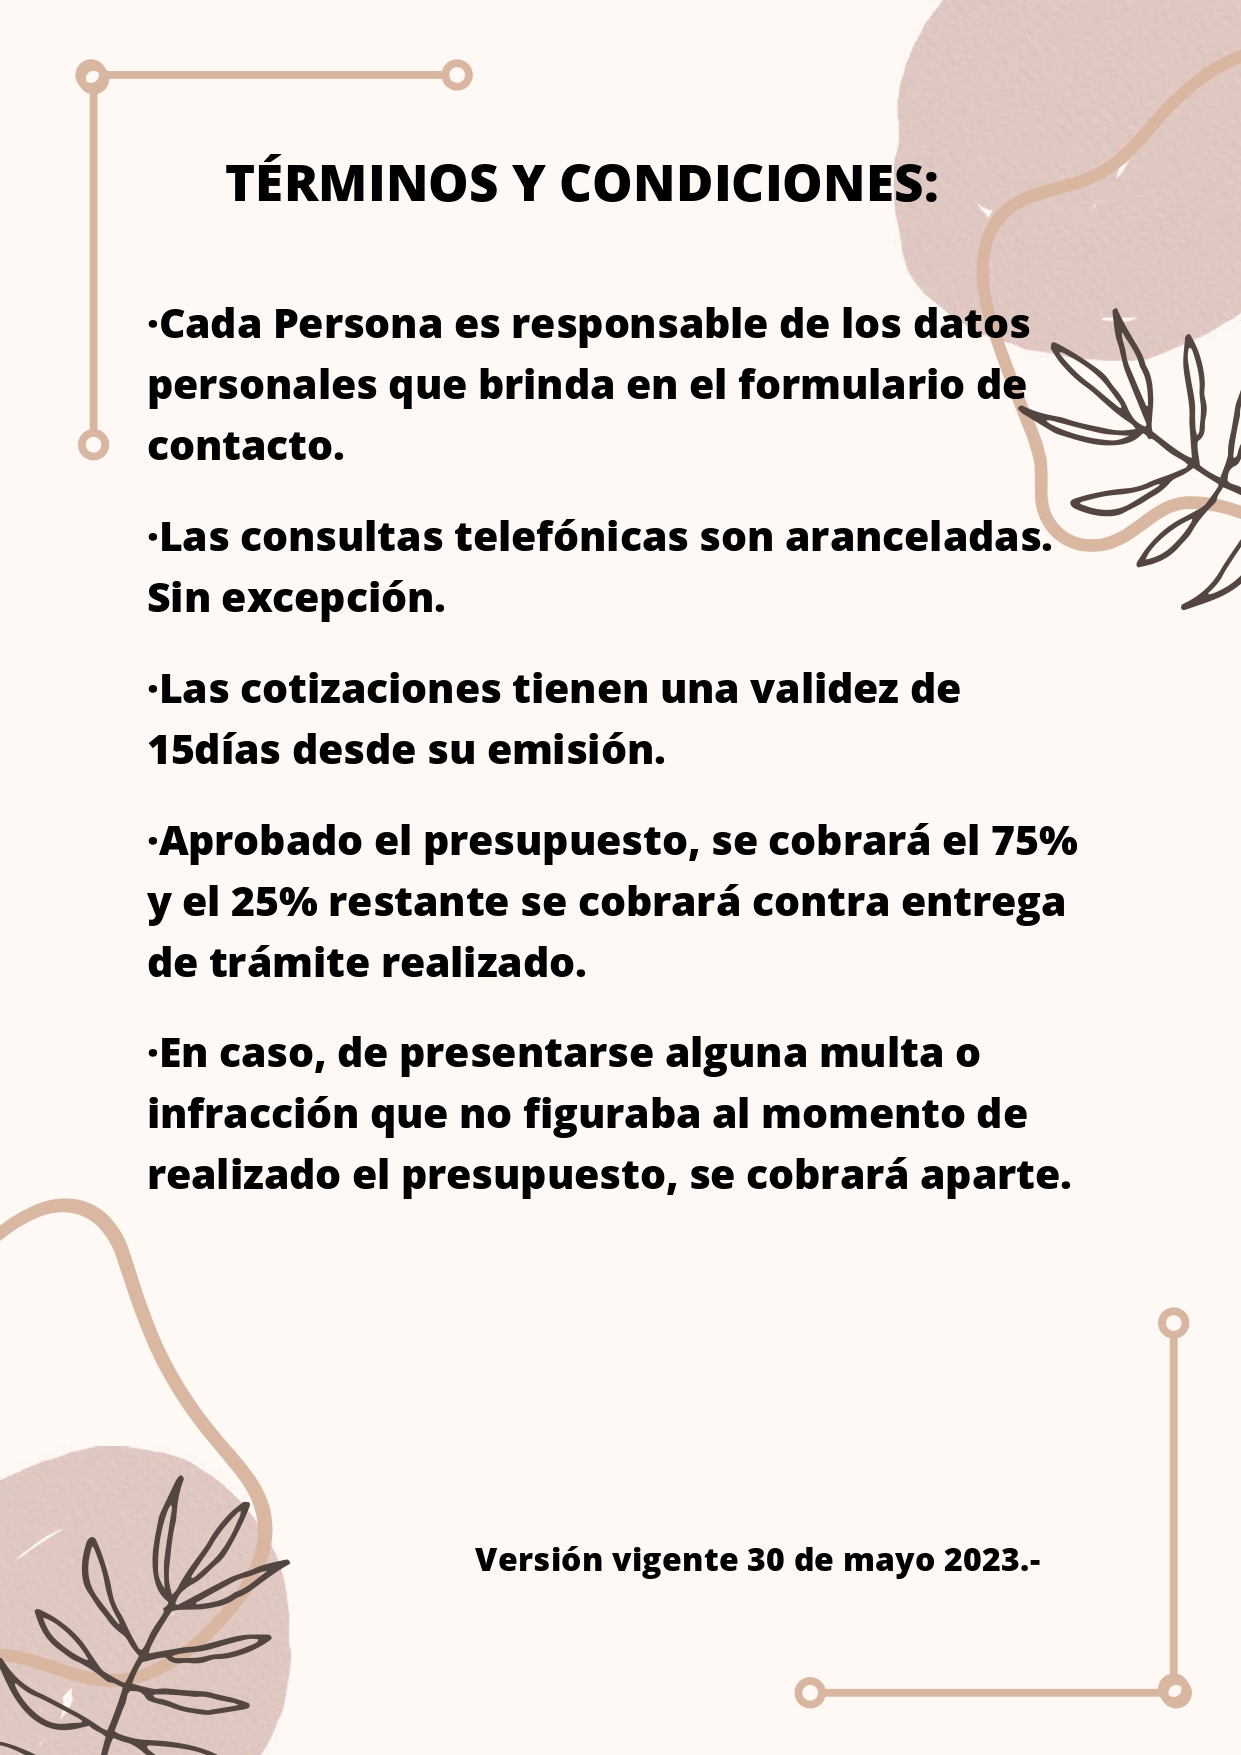 TÉRMINOS Y CONDICIONES:
·Cada Persona es responsable de los datos
personales que brinda en el formulario de
contacto.
·Las consultas telefónicas son aranceladas.
Sin excepción.
·Las cotizaciones tienen una validez de
15días desde su emisión.
·Aprobado el presupuesto, se cobrará el 75%
y el 25% restante se cobrará contra entrega
de trámite realizado.
·En caso, de presentarse alguna multa o
infracción que no figuraba al momento de
realizado el presupuesto, se cobrará aparte.
Versión vigente 30 de mayo 2023.-